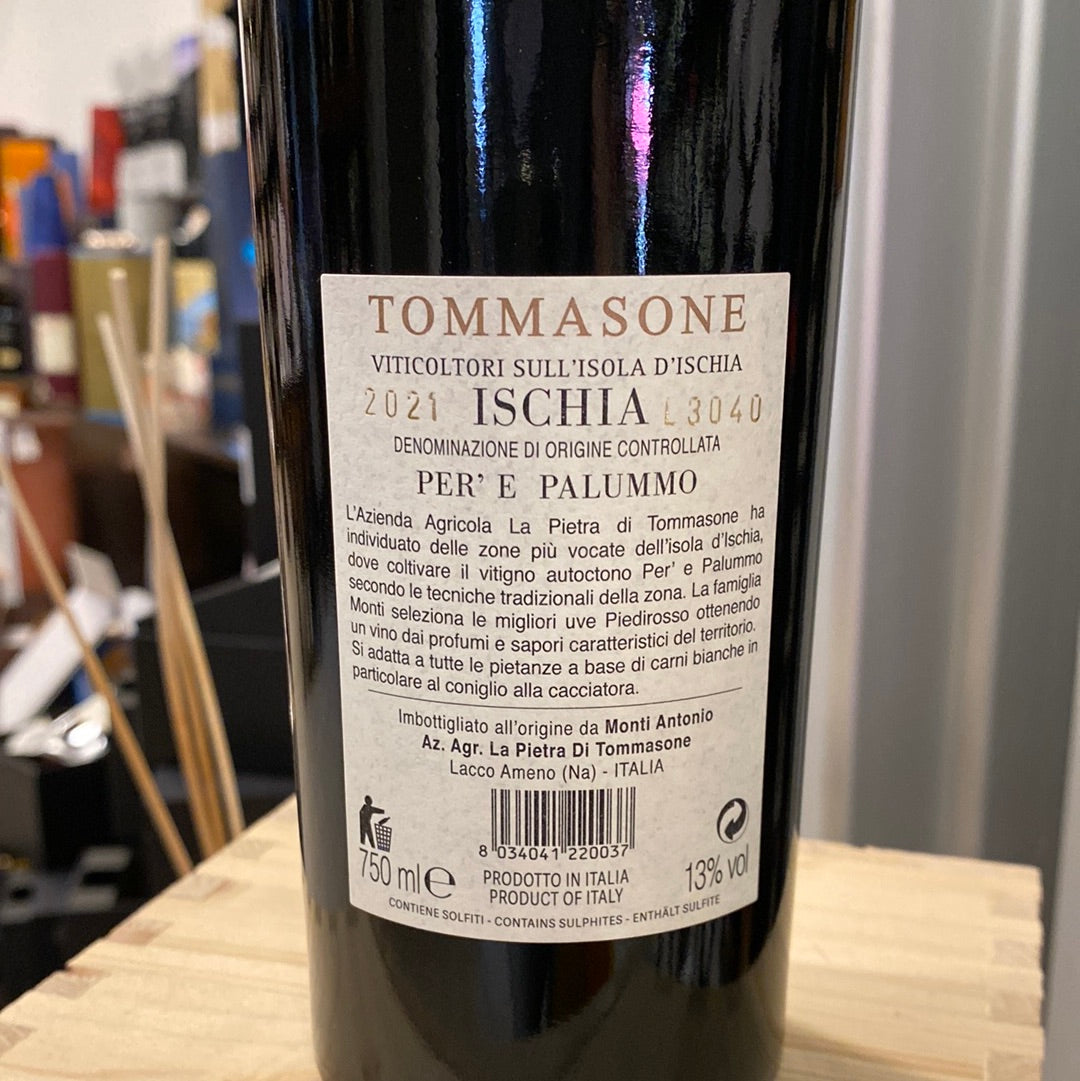 TOMMASONE
VITICOLTORI SULL'ISOLA D'ISCHIA
2021 ISCHIA L3040
DENOMINAZIONE DI ORIGINE CONTROLLATA
PER' E PALUMMO
L'Azienda Agricola La Pietra di Tommasone ha
individuato delle zone più vocate dell'isola d'Ischia,
dove coltivare il vitigno autoctono Per' e Palummo
secondo le tecniche tradizionali della zona. La famiglia
Monti seleziona le migliori uve Piedirosso ottenendo
un vino dai profumi e sapori caratteristici del territorio.
Si adatta a tutte le pietanze a base di carni bianche in
particolare al coniglio alla cacciatora.
Imbottigliato all'origine da Monti Antonio
Az. Agr. La Pietra Di Tommasone
Lacco Ameno (Na) - ITALIA
8 034041 220037
750 ml e
PRODOTTO IN ITALIA
PRODUCT OF ITALY
13% vol
CONTIENE SOLFITI - CONTAINS SULPHITES - ENTHÄLT SULFITE